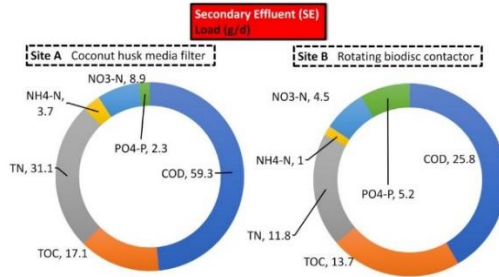 Secondary Effluent (SE)
Load (g/d)
Site A Coconut husk media filter
NO3-N, 8.9
NH4-N,
3.7
PO4-P, 2.3
TN, 31.1
COD, 59.3
TOC, 17.1
Site B Rotating biodisc contactor
NO3-N, 4.5
COD, 25.8
NH4-N, 1
PO4-P, 5.2
TN, 11.8
TOC, 13.7